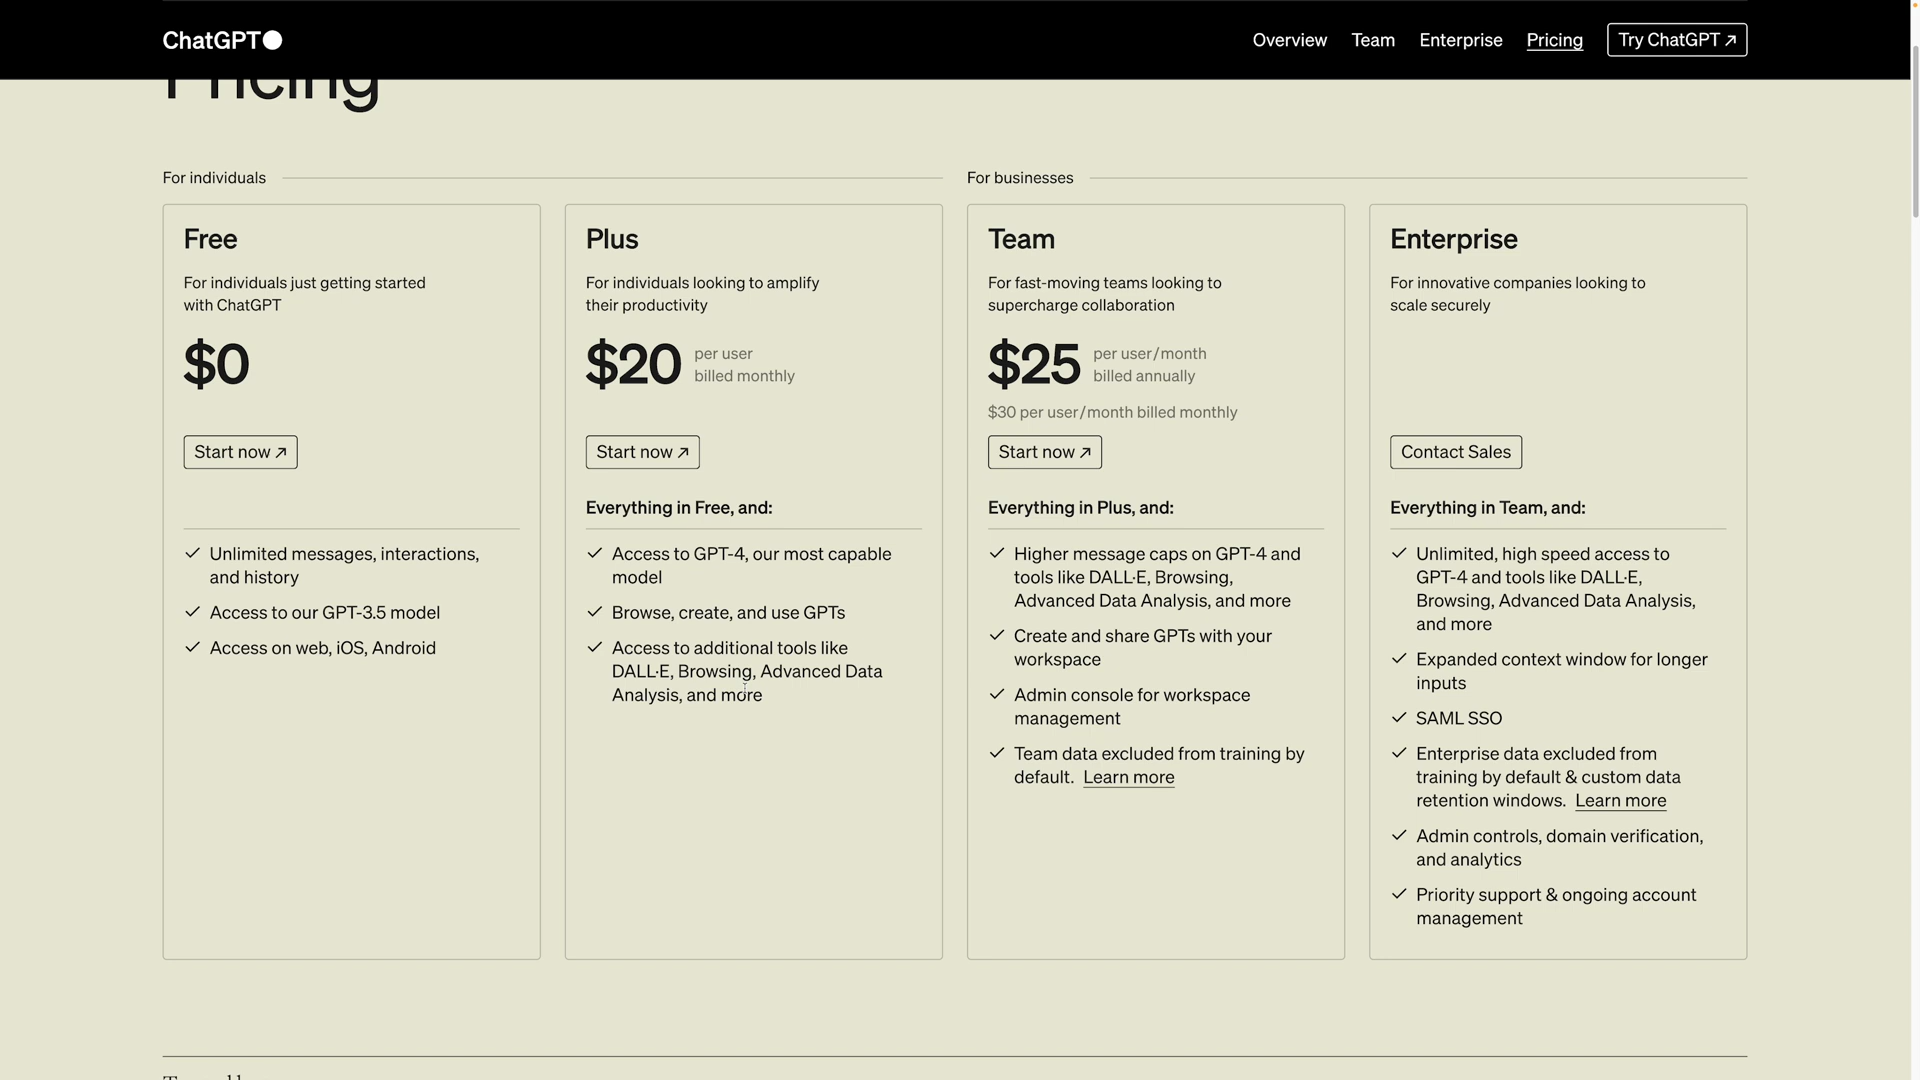 ChatGPT
Overview
Team
Enterprise
Pricing
Try ChatGPT ↗
Pricing
For individuals
For businesses
Free
For individuals just getting started
with ChatGPT
$0
Start now ↗
✓ Unlimited messages, interactions,
and history
✓ Access to our GPT-3.5 model
✓ Access on web, iOS, Android
Plus
For individuals looking to amplify
their productivity
$20
per user
billed monthly
Start now ↗
Everything in Free, and:
✓ Access to GPT-4, our most capable
model
✓ Browse, create, and use GPTs
✓ Access to additional tools like
DALL·E, Browsing, Advanced Data
Analysis, and more
Team
For fast-moving teams looking to
supercharge collaboration
$25
per user/month
billed annually
$30 per user/month billed monthly
Start now ↗
Everything in Plus, and:
✓ Higher message caps on GPT-4 and
tools like DALL·E, Browsing,
Advanced Data Analysis, and more
✓ Create and share GPTs with your
workspace
✓ Admin console for workspace
management
✓ Team data excluded from training by
default. Learn more
Enterprise
For innovative companies looking to
scale securely
Contact Sales
Everything in Team, and:
✓ Unlimited, high speed access to
GPT-4 and tools like DALL·E,
Browsing, Advanced Data Analysis,
and more
✓ Expanded context window for longer
inputs
✓ SAML SSO
✓ Enterprise data excluded from
training by default & custom data
retention windows. Learn more
✓ Admin controls, domain verification,
and analytics
✓ Priority support & ongoing account
management